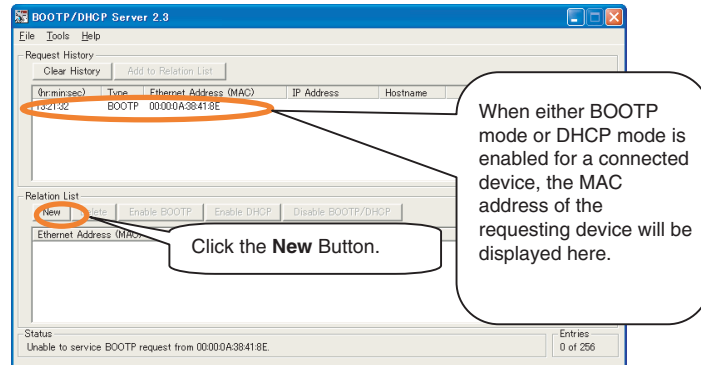 BOOTP/DHCP Server 2.3
File Tools Help
Request History
Clear History Add to Relation List
(hr:min:sec) Type Ethernet Address (MAC) IP Address Hostname
13:21:32 BOOTP 00:00:0A:38:41:8E
When either BOOTP
mode or DHCP mode is
enabled for a connected
device, the MAC
address of the
requesting device will be
displayed here.
Relation List
New Delete Enable BOOTP Enable DHCP Disable BOOTP/DHCP
Ethernet Address (MAC)
Click the New Button.
Status
Unable to service BOOTP request from 00:00:0A:38:41:8E.
Entries
0 of 256